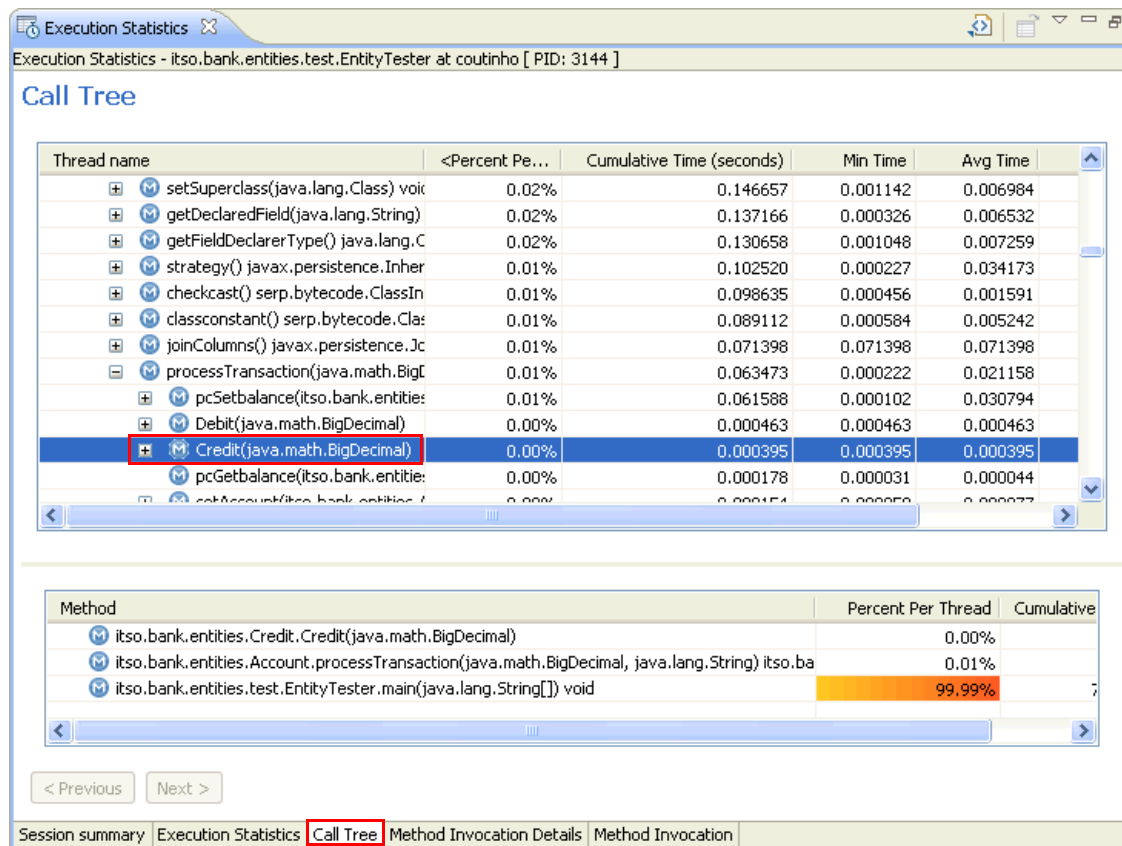 Execution Statistics
Execution Statistics - itso.bank.entities.test.EntityTester at coutinho [ PID: 3144 ]
Call Tree
Thread name <Percent Pe... Cumulative Time (seconds) Min Time Avg Time
setSuperclass(java.lang.Class) voi 0.02% 0.146657 0.001142 0.006984
getDeclaredField(java.lang.String) 0.02% 0.137166 0.000326 0.006532
getFieldDeclarerType() java.lang.C 0.02% 0.130658 0.001048 0.007259
strategy() javax.persistence.Inher 0.01% 0.102520 0.000227 0.034173
checkcast() serp.bytecode.ClassIn 0.01% 0.098635 0.000456 0.001591
classconstant() serp.bytecode.Clas 0.01% 0.089112 0.000584 0.005242
joinColumns() javax.persistence.Jo 0.01% 0.071398 0.071398 0.071398
processTransaction(java.math.BigD 0.01% 0.063473 0.000222 0.021158
pcSetbalance(itso.bank.entities 0.01% 0.061588 0.000102 0.030794
Debit(java.math.BigDecimal) 0.00% 0.000463 0.000463 0.000463
Credit(java.math.BigDecimal) 0.00% 0.000395 0.000395 0.000395
pcGetbalance(itso.bank.entities 0.00% 0.000178 0.000031 0.000044
Method Percent Per Thread Cumulative
itso.bank.entities.Credit.Credit(java.math.BigDecimal) 0.00%
itso.bank.entities.Account.processTransaction(java.math.BigDecimal, java.lang.String) itso.ba 0.01%
itso.bank.entities.test.EntityTester.main(java.lang.String[]) void 99.99%
< Previous Next >
Session summary Execution Statistics Call Tree Method Invocation Details Method Invocation